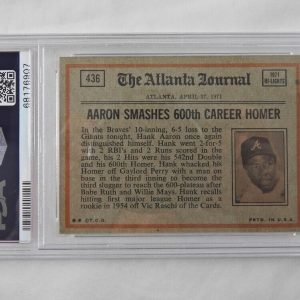 68176907
436
The Atlanta Journal
1971
HI-LIGHTS
ATLANTA, APRIL 27, 1971
AARON SMASHES 600th CAREER HOMER
In the Braves' 10-inning, 6-5 loss to the
Giants tonight, Hank Aaron once again
distinguished himself. Hank went 2-for-5
with 2 RBI's and 2 Runs scored in the
game, his 2 Hits were his 542nd Double
and his 600th Homer. Hank whacked his
Homer off Gaylord Perry with a man on
base in the third inning to become the third
slugger to reach the 600-plateau after
Babe Ruth and Willie Mays. Hank recalls
hitting first major league Homer as a
rookie in 1954 off Vic Raschi of the Cards.
© T.C.G.
PRTD. IN U.S.A.